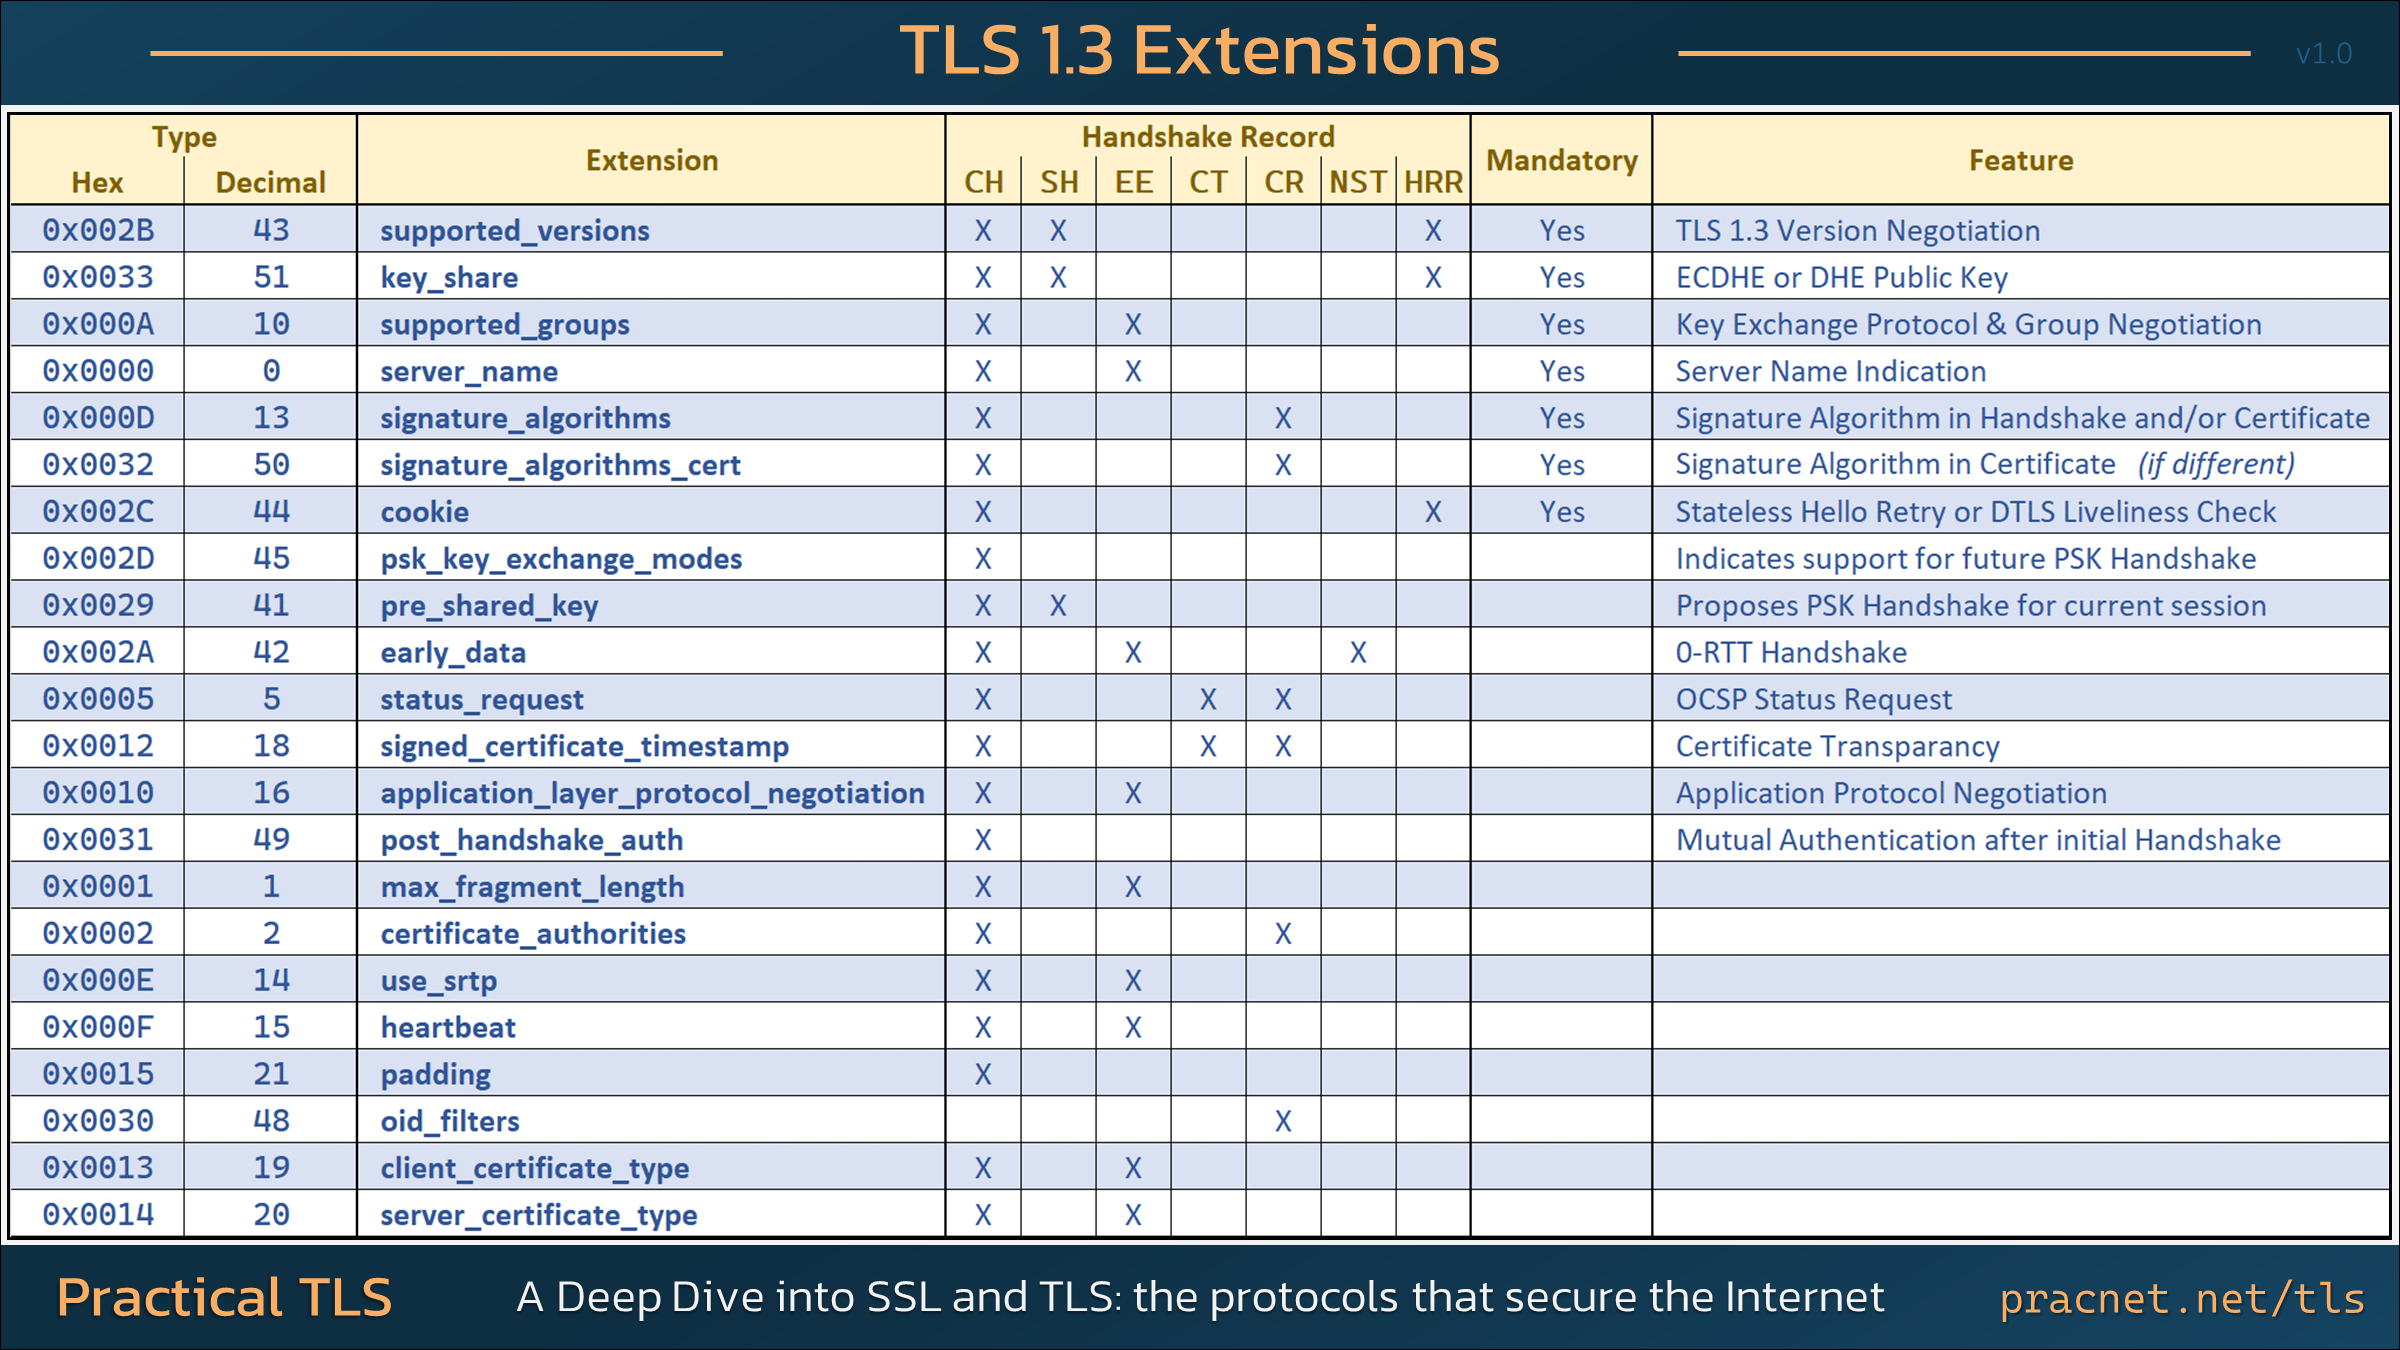 TLS 1.3 Extensions
v1.0
Type Extension Handshake Record Mandatory Feature
Hex Decimal CH SH EE CT CR NST HRR
0x002B 43 supported_versions X X X Yes TLS 1.3 Version Negotiation
0x0033 51 key_share X X X Yes ECDHE or DHE Public Key
0x000A 10 supported_groups X X Yes Key Exchange Protocol & Group Negotiation
0x0000 0 server_name X X Yes Server Name Indication
0x000D 13 signature_algorithms X X Yes Signature Algorithm in Handshake and/or Certificate
0x0032 50 signature_algorithms_cert X X Yes Signature Algorithm in Certificate (if different)
0x002C 44 cookie X X Yes Stateless Hello Retry or DTLS Liveliness Check
0x002D 45 psk_key_exchange_modes X Indicates support for future PSK Handshake
0x0029 41 pre_shared_key X X Proposes PSK Handshake for current session
0x002A 42 early_data X X X 0-RTT Handshake
0x0005 5 status_request X X X OCSP Status Request
0x0012 18 signed_certificate_timestamp X X X Certificate Transparancy
0x0010 16 application_layer_protocol_negotiation X X Application Protocol Negotiation
0x0031 49 post_handshake_auth X Mutual Authentication after initial Handshake
0x0001 1 max_fragment_length X X
0x0002 2 certificate_authorities X X
0x000E 14 use_srtp X X
0x000F 15 heartbeat X X
0x0015 21 padding X
0x0030 48 oid_filters X
0x0013 19 client_certificate_type X X
0x0014 20 server_certificate_type X X
Practical TLS A Deep Dive into SSL and TLS: the protocols that secure the Internet pracnet.net/tls